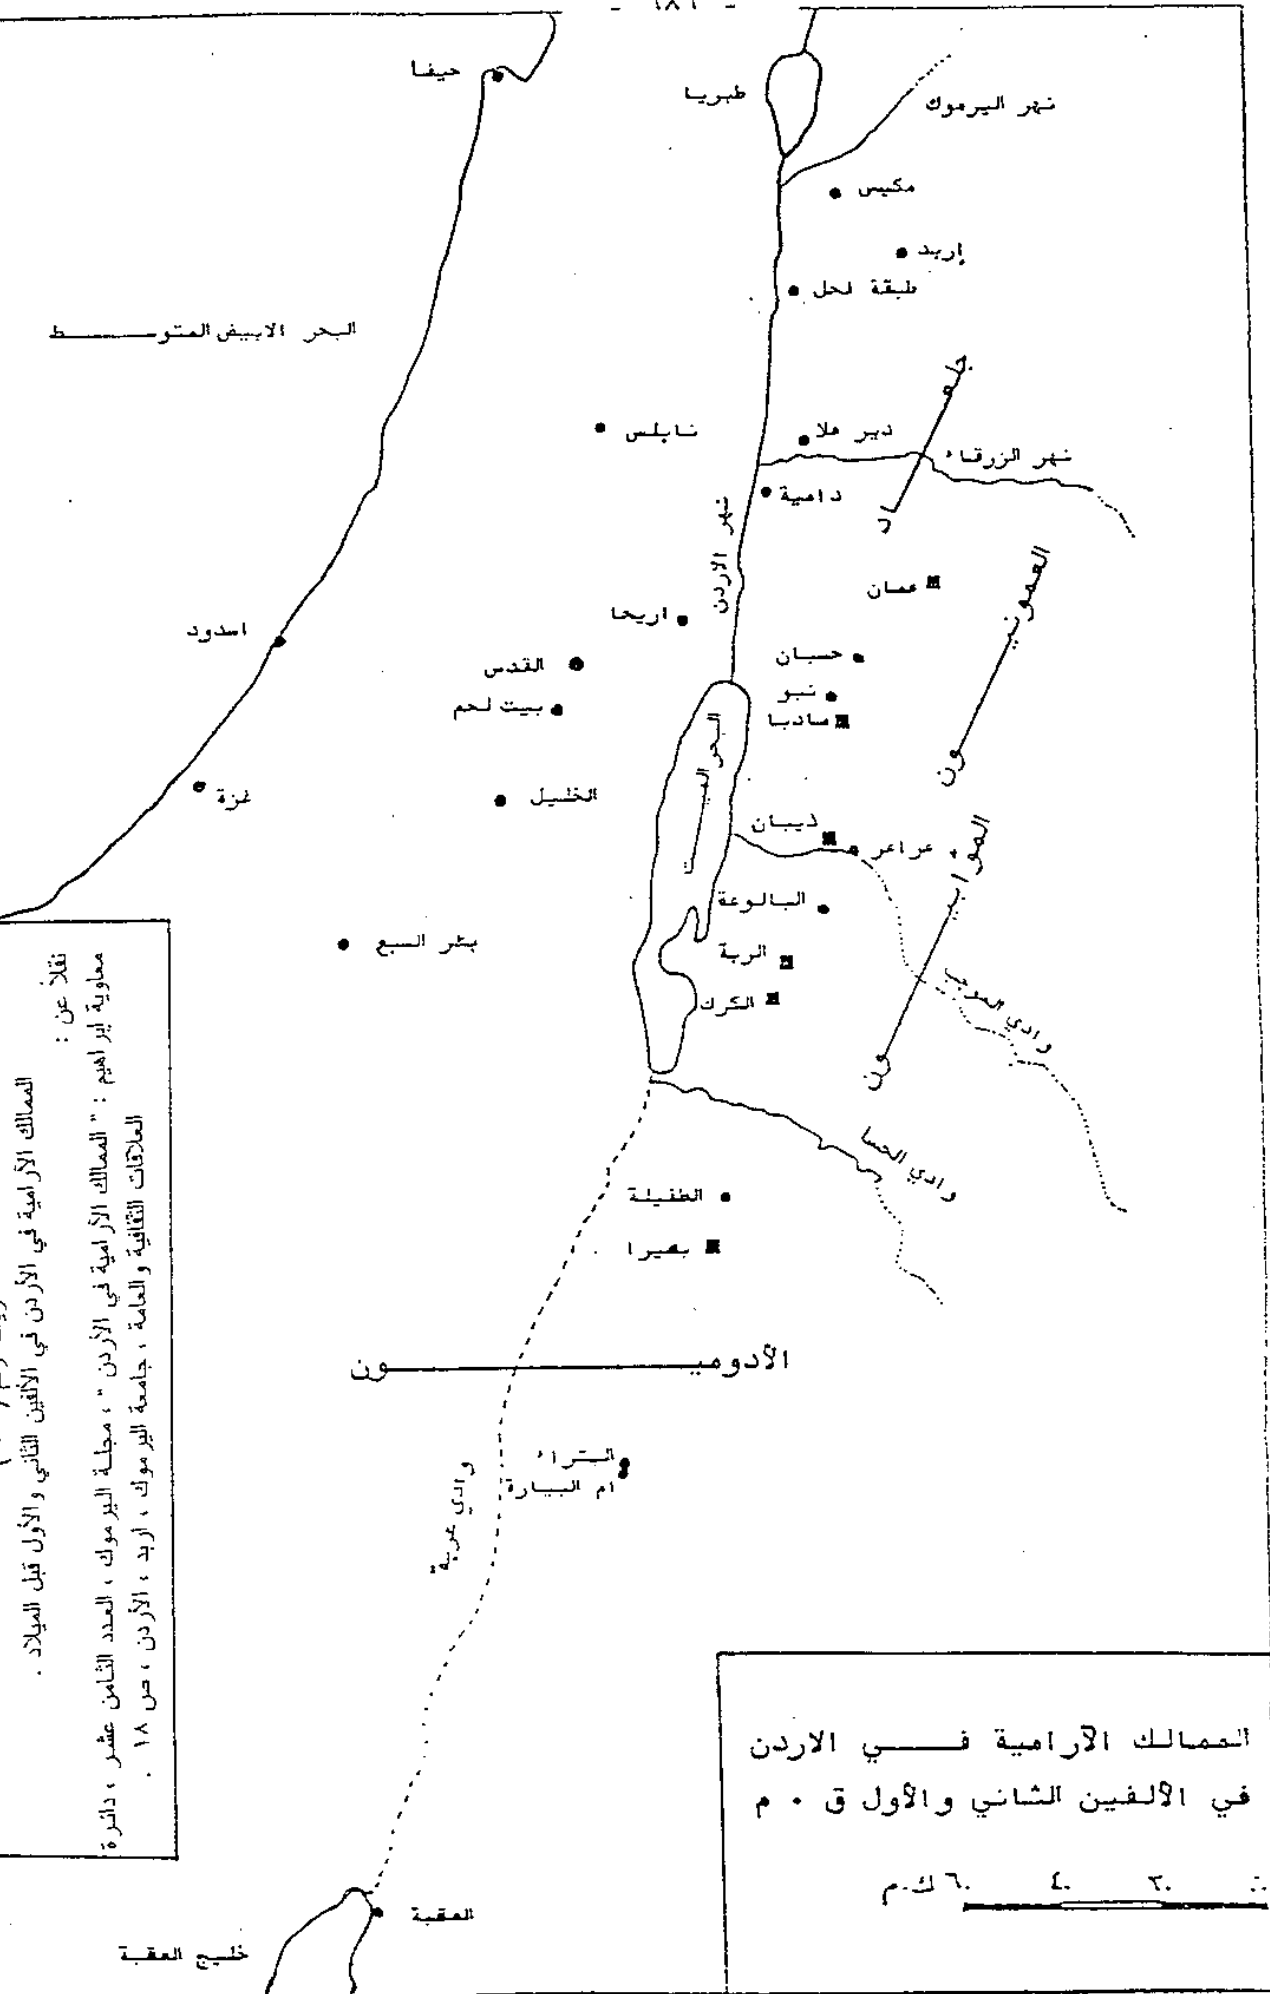 - ١٨٦ -
حيفا
طبريا
نهر اليرموك
مكيس
إربد
طبقة لحل
البحر الابيض المتوسط
جلعاد
نابلس
دير علا
نهر الزرقاء
دامية
نهر الاردن
عمان
العمونيون
اريحا
اسدود
حسبان
القدس
نبو
بيت لحم
مادبا
البحر الميت
غزة
الخليل
ذيبان
عراعر
المؤابيون
البالوعة
بئر السبع
الربة
وادي الموجب
الكرك
وادي الحسا
الطفيلة
بصيرا
الأدوميون
البتراء
ام البيارة
وادي عربة
العقبة
خليج العقبة
الممالك الآرامية في الاردن
في الألفين الثاني والأول ق . م
٦٠ ك.م ٤٠ ٢٠
الممالك الآرامية في الأردن في الألفين الثاني والأول قبل الميلاد .
نقلاً عن :
معاوية ابراهيم : " الممالك الآرامية في الأردن " ، مجلة اليرموك ، العدد الثامن عشر ، دائرة
العلاقات الثقافية والعامة ، جامعة اليرموك ، اربد ، الأردن ، ص ١٨ .